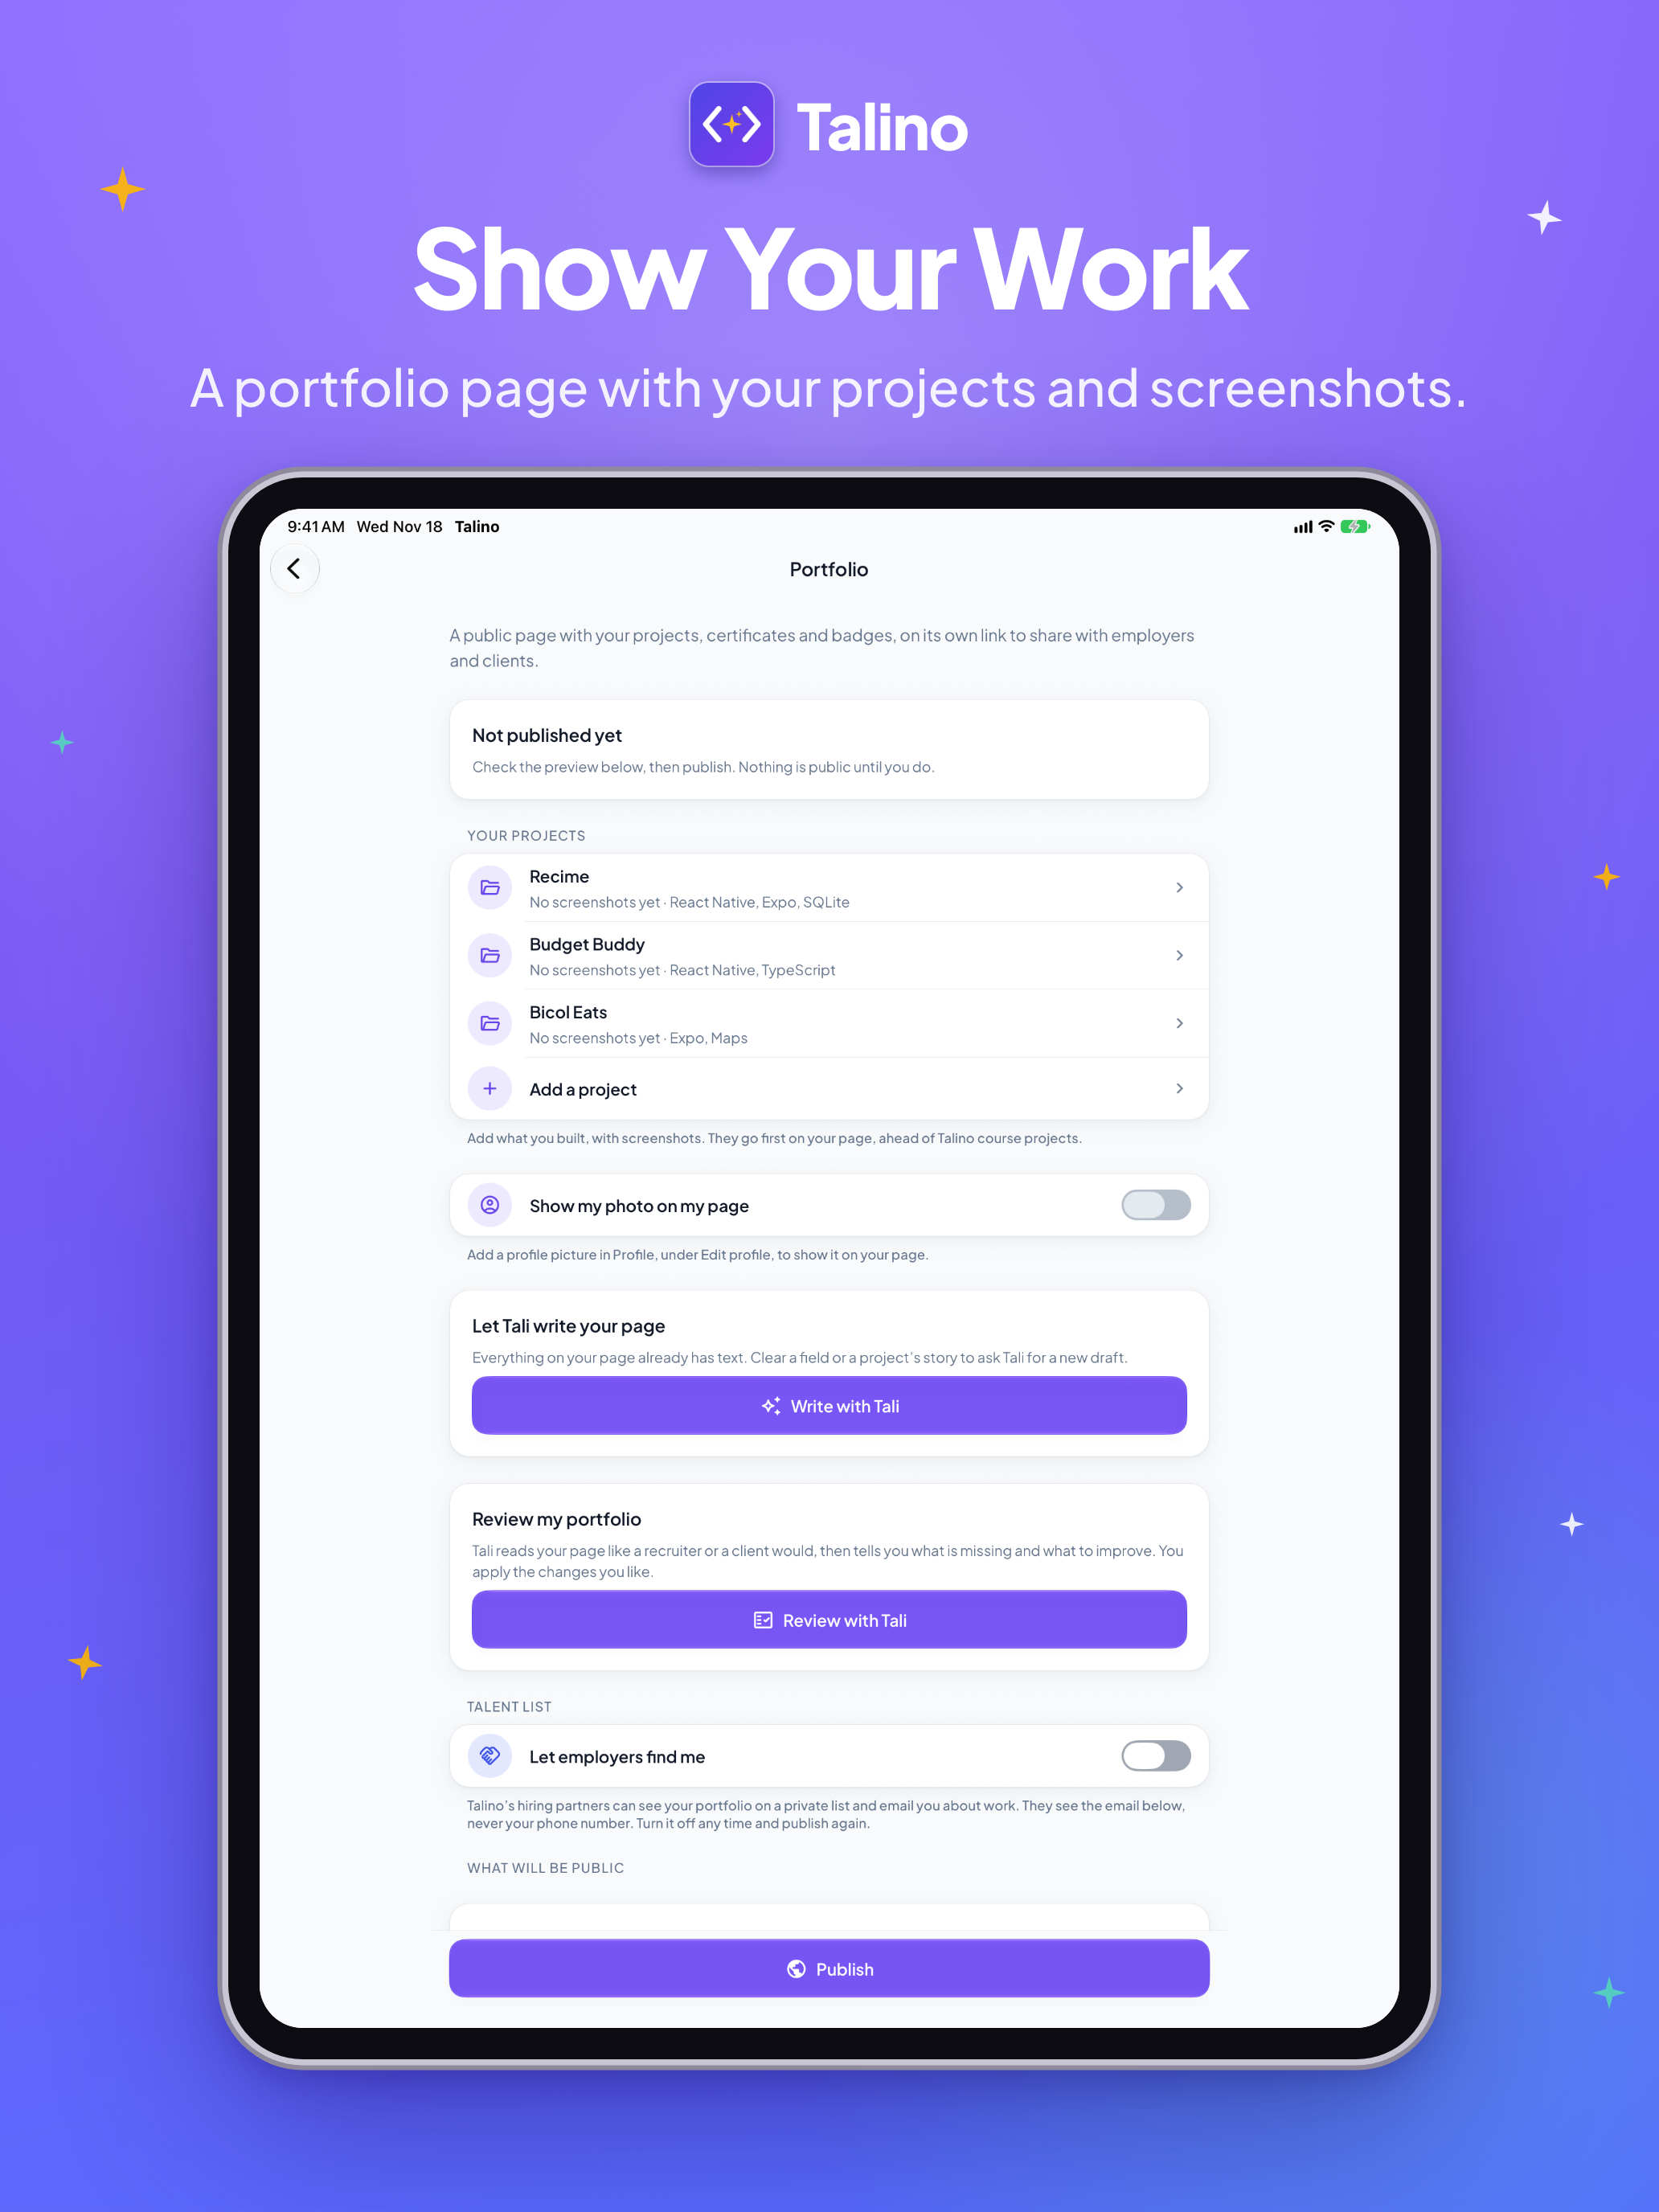 Talino
Show Your Work
A portfolio page with your projects and screenshots.
9:41 AM Wed Nov 18 Talino
Portfolio
A public page with your projects, certificates and badges, on its own link to share with employers
and clients.
Not published yet
Check the preview below, then publish. Nothing is public until you do.
YOUR PROJECTS
Recime
No screenshots yet · React Native, Expo, SQLite
Budget Buddy
No screenshots yet · React Native, TypeScript
Bicol Eats
No screenshots yet · Expo, Maps
Add a project
Add what you built, with screenshots. They go first on your page, ahead of Talino course projects.
Show my photo on my page
Add a profile picture in Profile, under Edit profile, to show it on your page.
Let Tali write your page
Everything on your page already has text. Clear a field or a project's story to ask Tali for a new draft.
Write with Tali
Review my portfolio
Tali reads your page like a recruiter or a client would, then tells you what is missing and what to improve. You
apply the changes you like.
Review with Tali
TALENT LIST
Let employers find me
Talino's hiring partners can see your portfolio on a private list and email you about work. They see the email below,
never your phone number. Turn it off any time and publish again.
WHAT WILL BE PUBLIC
Publish